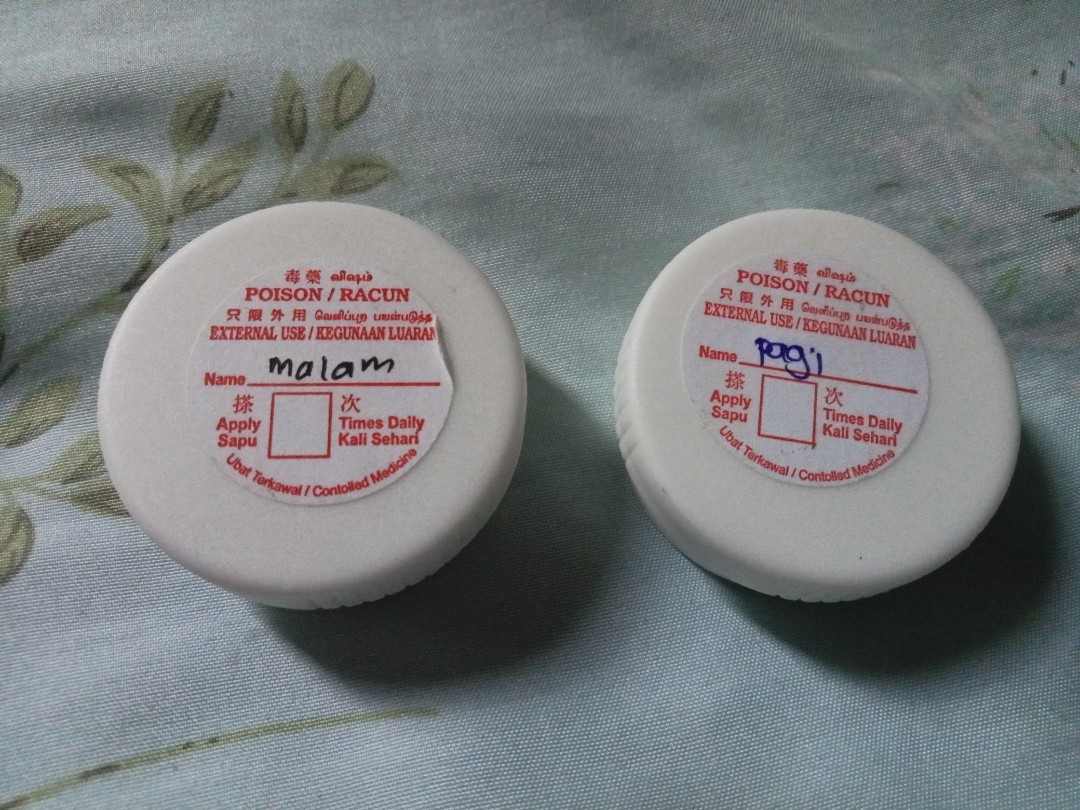 毒藥 விஷம்
POISON / RACUN
只限外用 வெளிப்புற பயன்படுத்த
EXTERNAL USE / KEGUNAAN LUARAN
Name malam
搽 次
Apply Times Daily
Sapu Kali Sehari
Ubat Terkawal / Contolled Medicine
毒藥 விஷம்
POISON / RACUN
只限外用 வெளிப்புற பயன்படுத்த
EXTERNAL USE / KEGUNAAN LUARAN
Name pagi
搽 次
Apply Times Daily
Sapu Kali Sehari
Ubat Terkawal / Contolled Medicine